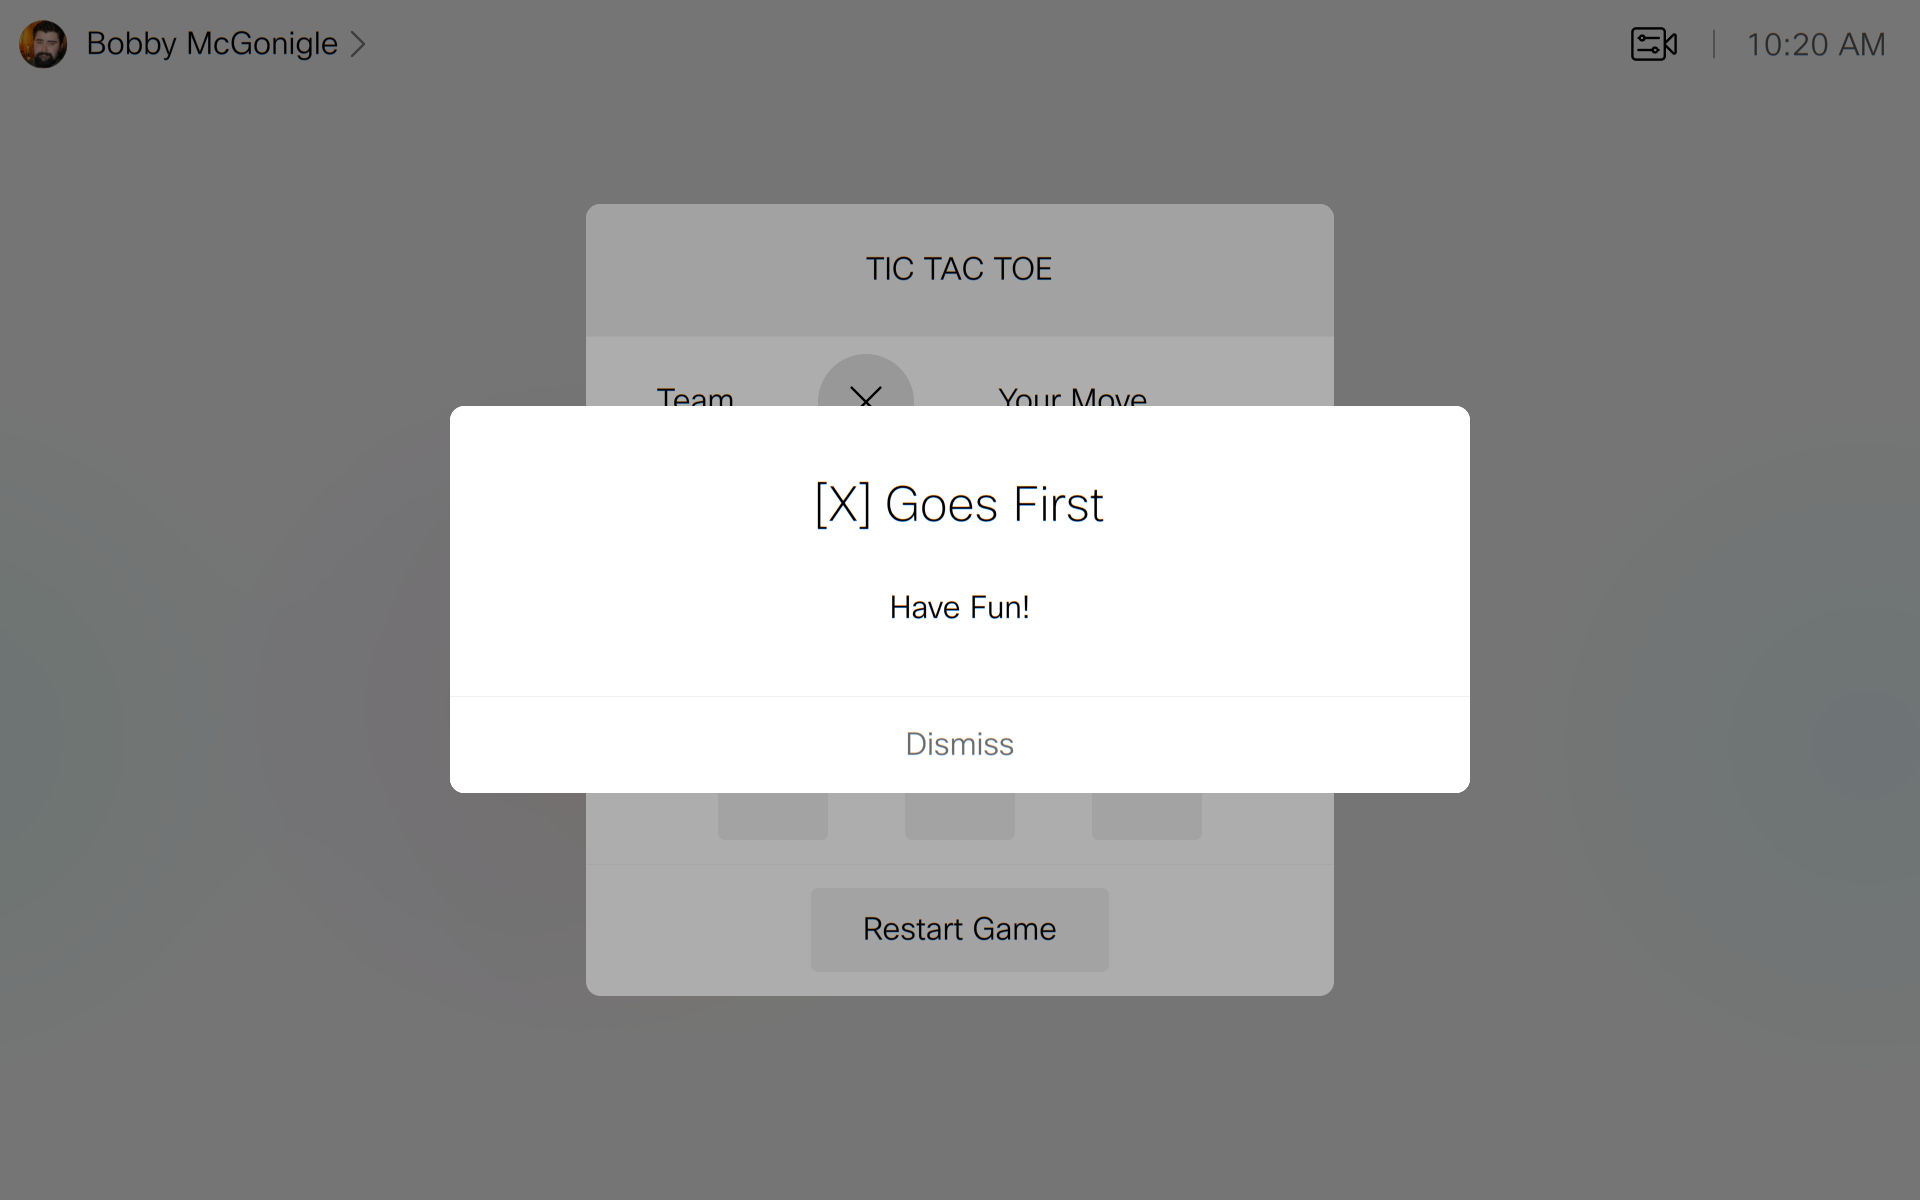 Bobby McGonigle
10:20 AM
TIC TAC TOE
Team
Your Move
[X] Goes First
Have Fun!
Dismiss
Restart Game